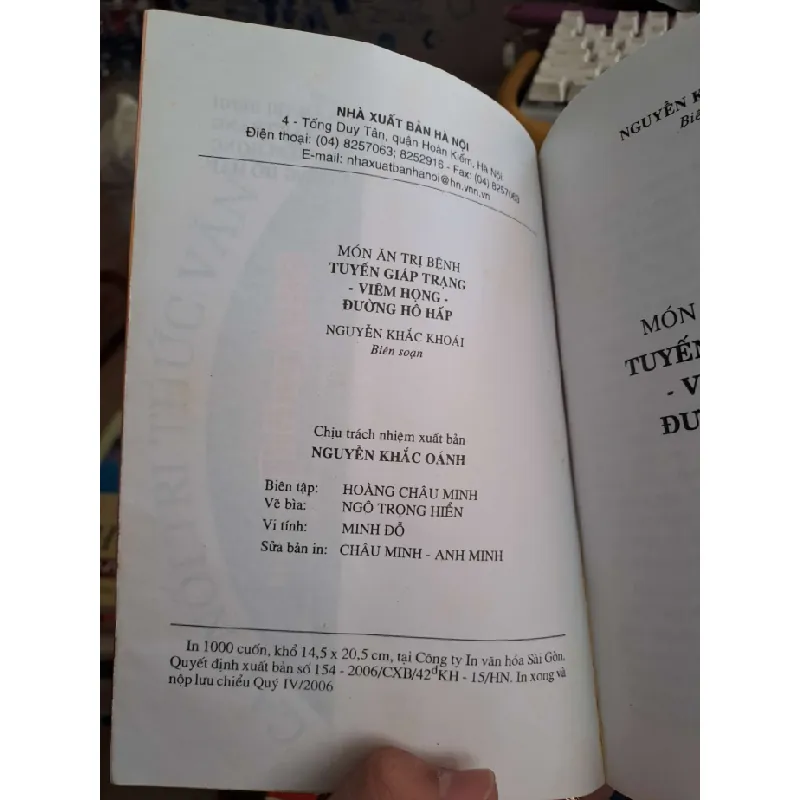 NHÀ XUẤT BẢN HÀ NỘI
4 - Tống Duy Tân, quận Hoàn Kiếm, Hà Nội
Điện thoại: (04) 8257063; 8252916 - Fax: (04) 8257063
E-mail: nhaxuatbanhanoi@hn.vnn.vn
MÓN ĂN TRỊ BỆNH
TUYẾN GIÁP TRẠNG
- VIÊM HỌNG -
ĐƯỜNG HÔ HẤP
NGUYỄN KHẮC KHOÁI
Biên soạn
Chịu trách nhiệm xuất bản
NGUYỄN KHẮC OÁNH
Biên tập: HOÀNG CHÂU MINH
Vẽ bìa: NGÔ TRỌNG HIỂN
Vi tính: MINH ĐỖ
Sửa bản in: CHÂU MINH - ANH MINH
In 1000 cuốn, khổ 14,5 x 20,5 cm, tại Công ty In văn hóa Sài Gòn.
Quyết định xuất bản số 154 - 2006/CXB/42dKH - 15/HN. In xong và
nộp lưu chiểu Quý IV/2006
NGUYỄN K
Biê
MÓN
TUYẾN
- V
ĐƯ